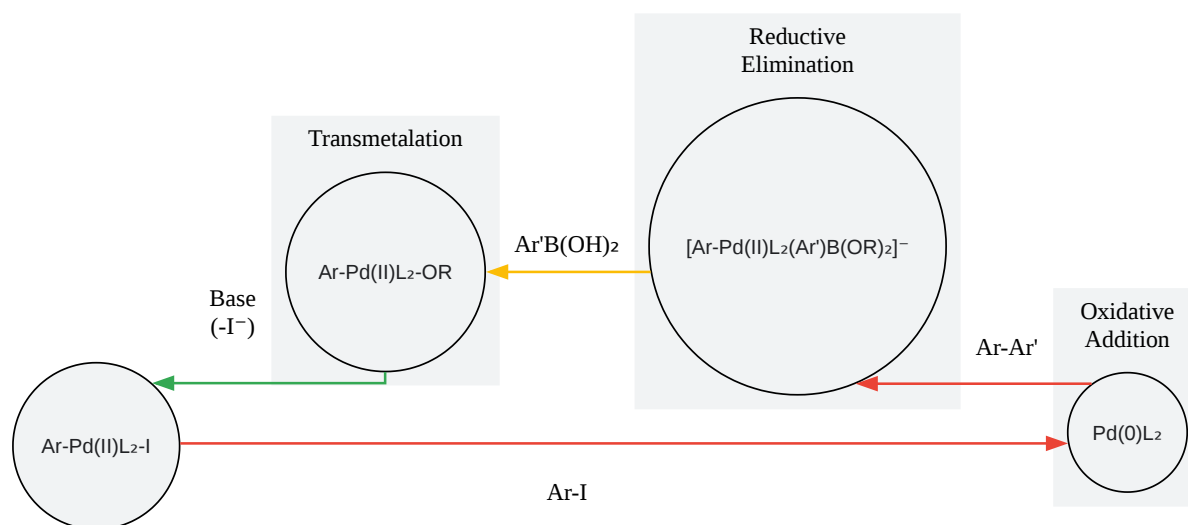 Reductive
Elimination
Transmetalation
Ar'B(OH)₂
[Ar-Pd(II)L₂(Ar')B(OR)₂]⁻
Ar-Pd(II)L₂-OR
Base
(-I⁻)
Oxidative
Addition
Ar-Ar'
Ar-Pd(II)L₂-I
Pd(0)L₂
Ar-I